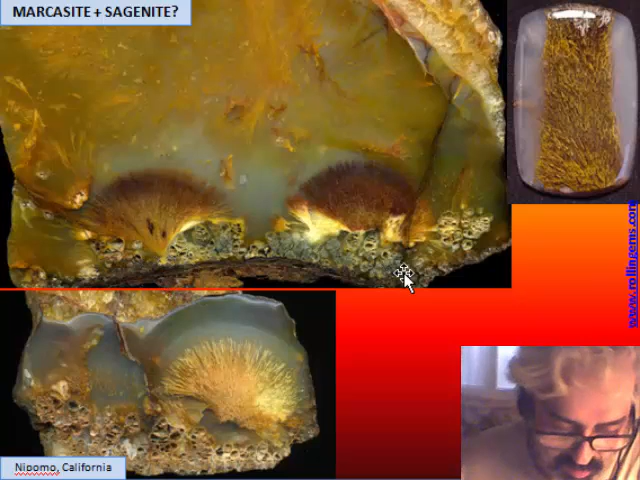 MARCASITE + SAGENITE?
www.rollingems.com
Nipomo, California